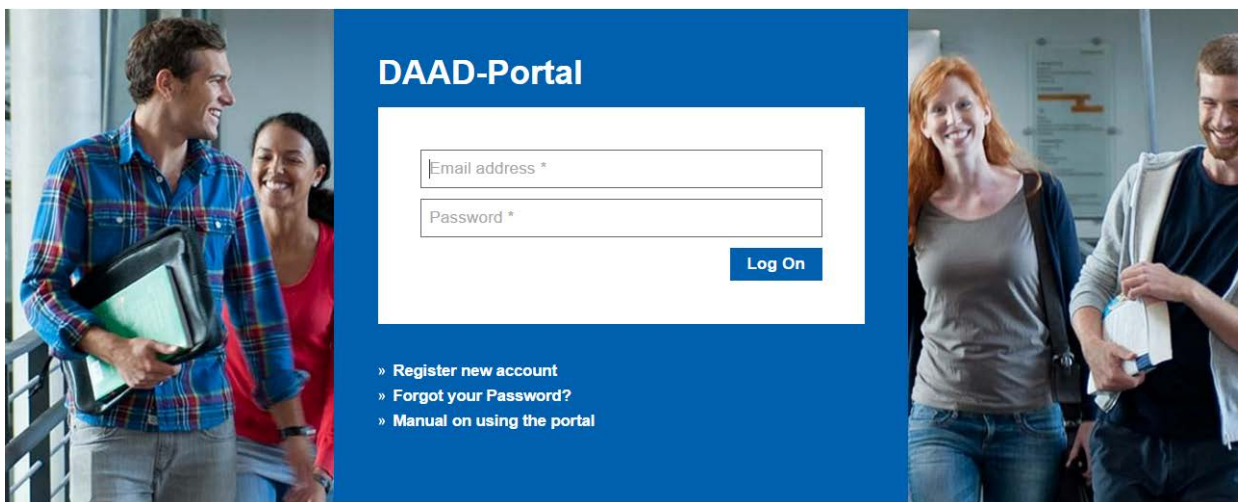 DAAD-Portal
Email address *
Password *
Log On
» Register new account
» Forgot your Password?
» Manual on using the portal